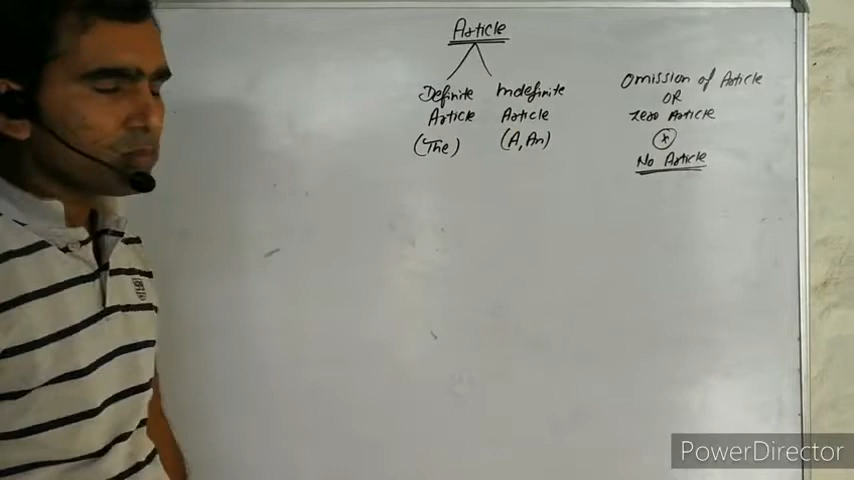 Article
Definite
Article
(The)
Indefinite
Article
(A, An)
Omission of Article
OR
Zero Article
×
No Article
PowerDirector